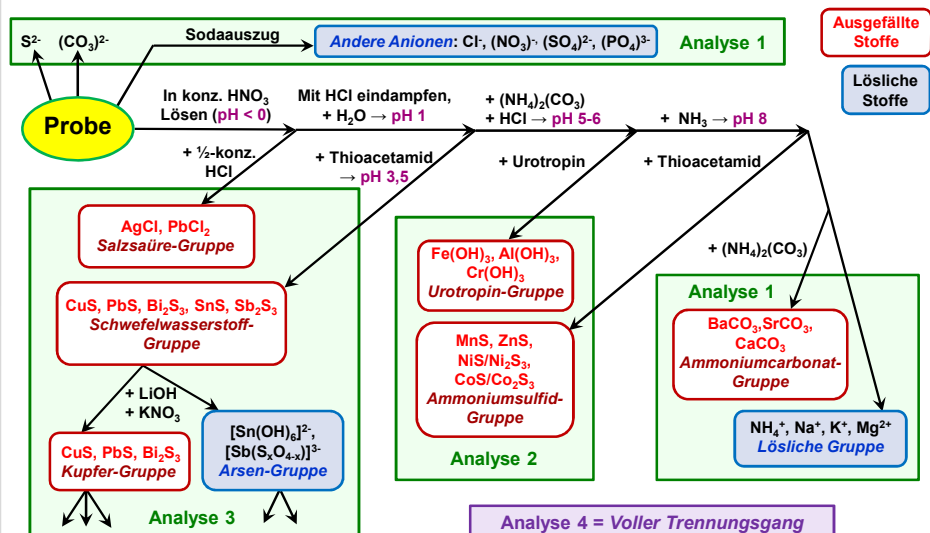 S²⁻ (CO₃)²⁻
Sodaauszug
Andere Anionen: Cl⁻, (NO₃)⁻, (SO₄)²⁻, (PO₄)³⁻
Analyse 1
Ausgefällte
Stoffe
Lösliche
Stoffe
Probe
In konz. HNO₃
Lösen (pH < 0)
Mit HCl eindampfen,
+ H₂O → pH 1
+ (NH₄)₂(CO₃)
+ HCl → pH 5-6
+ NH₃ → pH 8
+ ½-konz.
HCl
+ Thioacetamid
→ pH 3,5
+ Urotropin
+ Thioacetamid
AgCl, PbCl₂
Salzsäure-Gruppe
CuS, PbS, Bi₂S₃, SnS, Sb₂S₃
Schwefelwasserstoff-
Gruppe
+ LiOH
+ KNO₃
CuS, PbS, Bi₂S₃
Kupfer-Gruppe
[Sn(OH)₆]²⁻,
[Sb(SₓO₄₋ₓ)]³⁻
Arsen-Gruppe
Analyse 3
Fe(OH)₃, Al(OH)₃,
Cr(OH)₃
Urotropin-Gruppe
MnS, ZnS,
NiS/Ni₂S₃,
CoS/Co₂S₃
Ammoniumsulfid-
Gruppe
Analyse 2
+ (NH₄)₂(CO₃)
Analyse 1
BaCO₃,SrCO₃,
CaCO₃
Ammoniumcarbonat-
Gruppe
NH₄⁺, Na⁺, K⁺, Mg²⁺
Lösliche Gruppe
Analyse 4 = Voller Trennungsgang